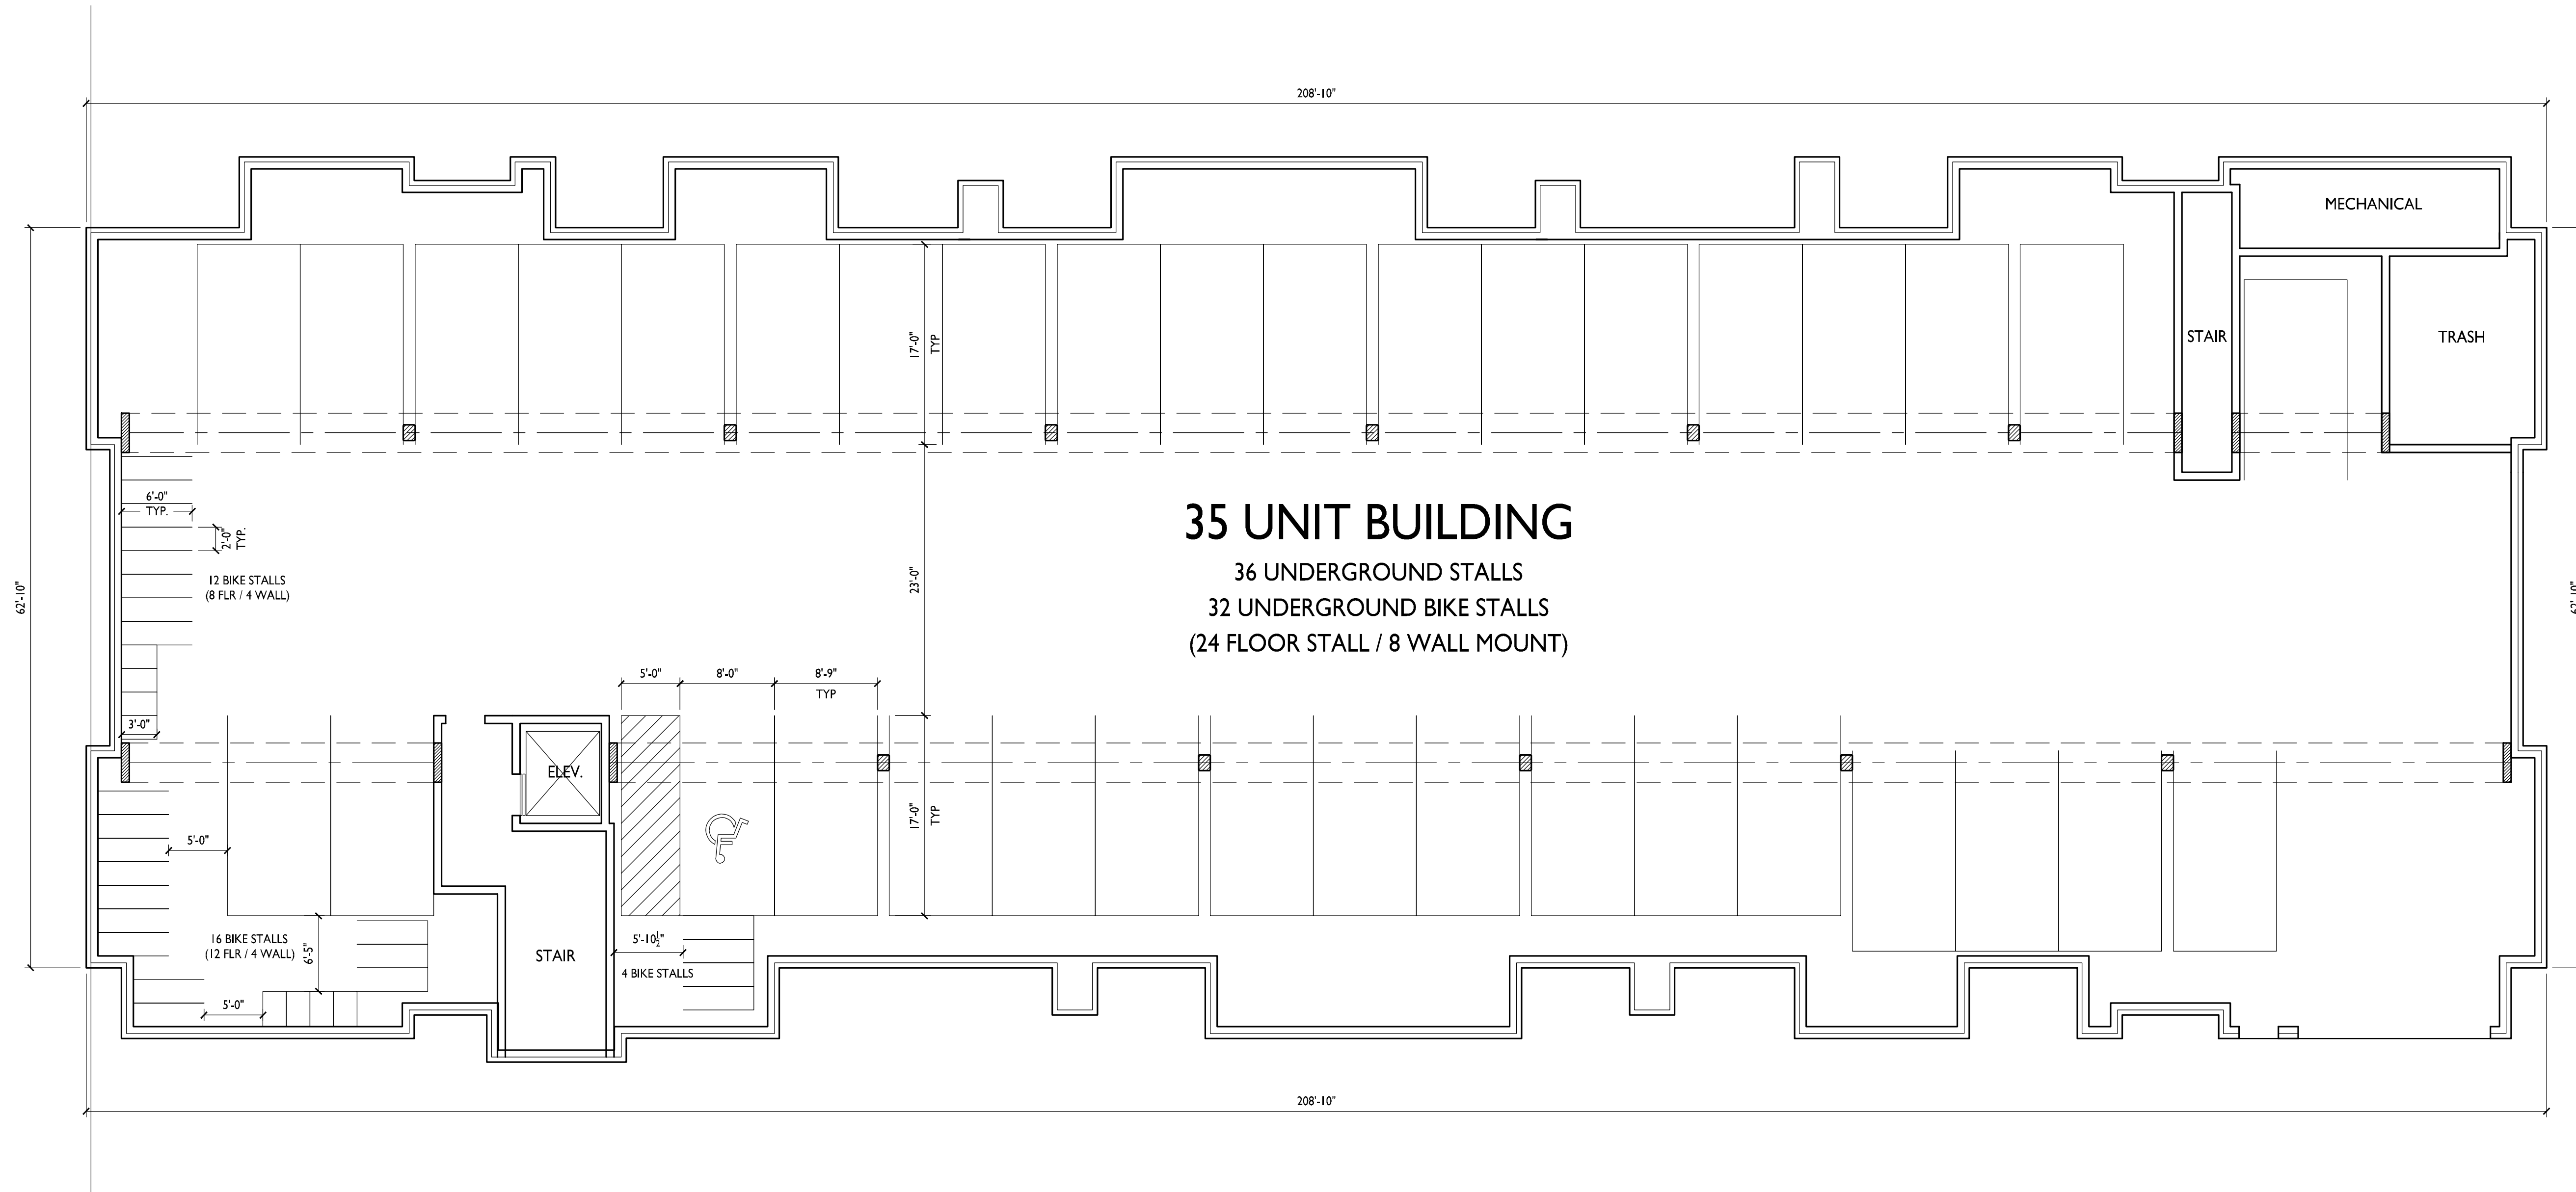 208'-10"
MECHANICAL
17'-0"
TYP
STAIR
TRASH
6'-0"
TYP.
2'-0"
TYP.
35 UNIT BUILDING
36 UNDERGROUND STALLS
32 UNDERGROUND BIKE STALLS
(24 FLOOR STALL / 8 WALL MOUNT)
23'-0"
12 BIKE STALLS
(8 FLR / 4 WALL)
62'-10"
62'-10"
5'-0"
8'-0"
8'-9"
TYP
3'-0"
ELEV.
17'-0"
TYP
5'-0"
16 BIKE STALLS
(12 FLR / 4 WALL)
6'-5"
STAIR
5'-10½"
4 BIKE STALLS
5'-0"
208'-10"